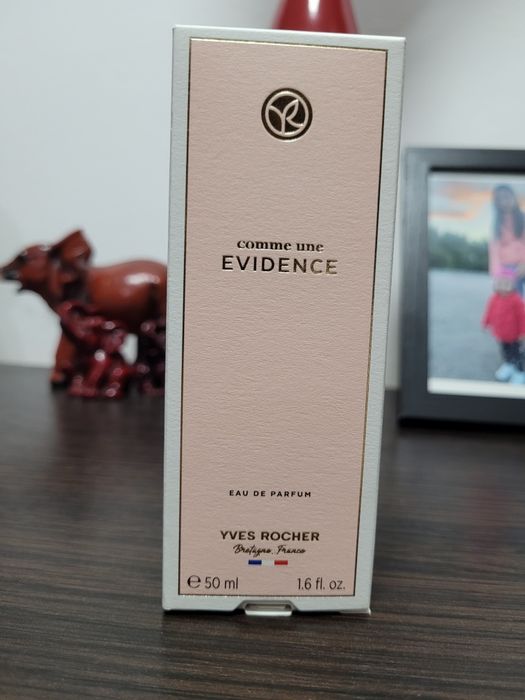 comme une
EVIDENCE
EAU DE PARFUM
YVES ROCHER
Bretagne, France
℮ 50 ml 1.6 fl. oz.